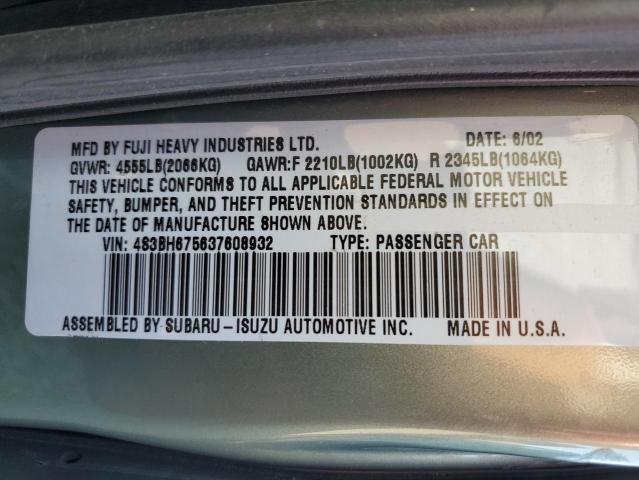 MFD BY FUJI HEAVY INDUSTRIES LTD. DATE: 6/02
GVWR: 4555LB(2066KG) GAWR:F 2210LB(1002KG) R 2345LB(1064KG)
THIS VEHICLE CONFORMS TO ALL APPLICABLE FEDERAL MOTOR VEHICLE
SAFETY, BUMPER, AND THEFT PREVENTION STANDARDS IN EFFECT ON
THE DATE OF MANUFACTURE SHOWN ABOVE.
VIN: 4S3BH675637608932 TYPE: PASSENGER CAR
ASSEMBLED BY SUBARU-ISUZU AUTOMOTIVE INC. MADE IN U.S.A.